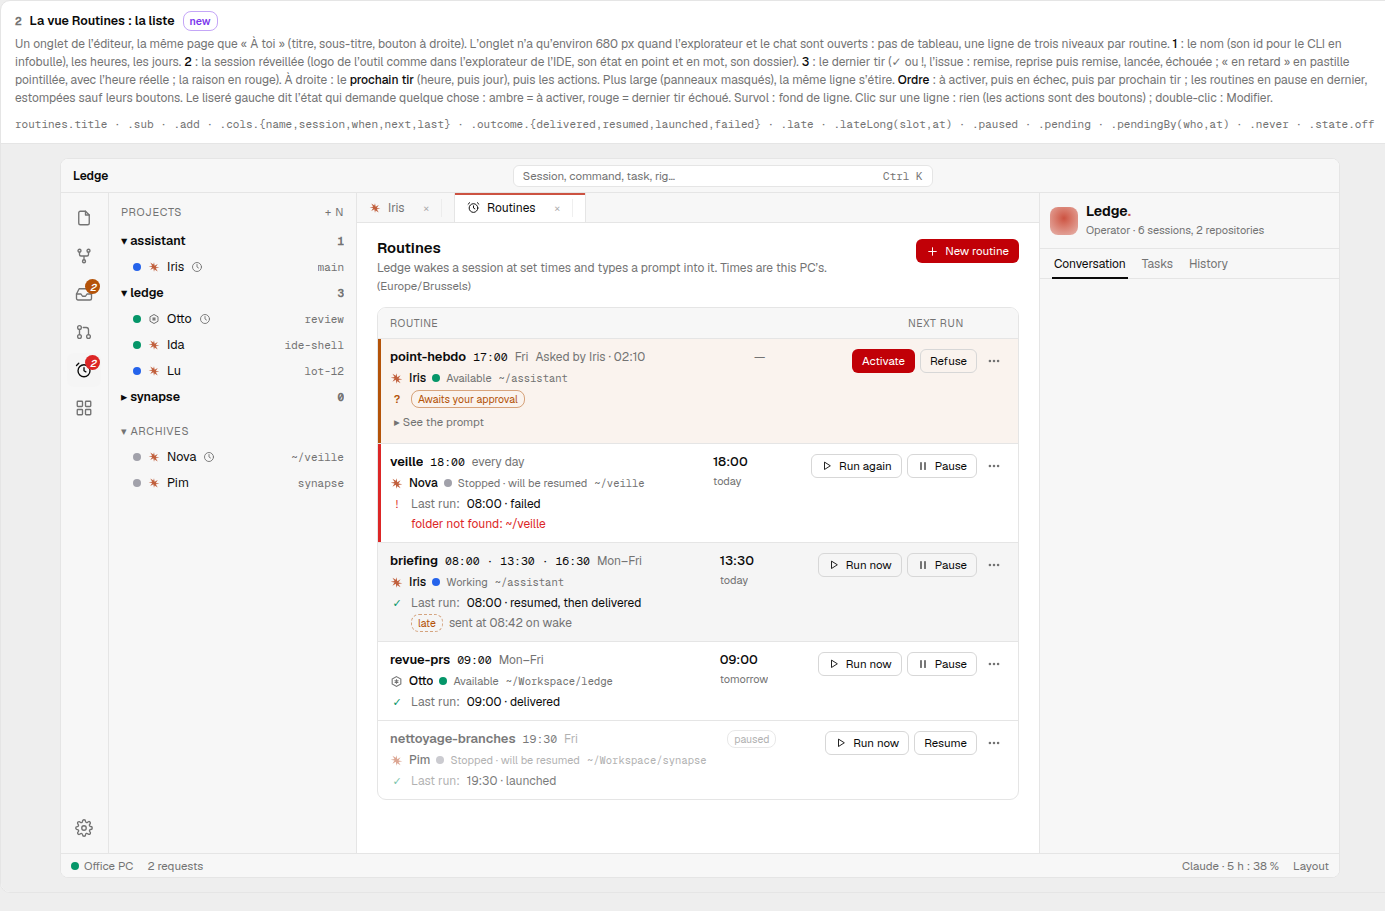 2 La vue Routines : la liste new
Un onglet de l'éditeur, la même page que « À toi » (titre, sous-titre, bouton à droite). L'onglet n'a qu'environ 680 px quand l'explorateur et le chat sont ouverts : pas de tableau, une ligne de trois niveaux par routine. 1 : le nom (son id pour le CLI en
infobulle), les heures, les jours. 2 : la session réveillée (logo de l'outil comme dans l'explorateur de l'IDE, son état en point et en mot, son dossier). 3 : le dernier tir (✓ ou !, l'issue : remise, reprise puis remise, lancée, échouée ; « en retard » en pastille
pointillée, avec l'heure réelle ; la raison en rouge). À droite : le prochain tir (heure, puis jour), puis les actions. Plus large (panneaux masqués), la même ligne s'étire. Ordre : à activer, puis en échec, puis par prochain tir ; les routines en pause en dernier,
estompées sauf leurs boutons. Le liseré gauche dit l'état qui demande quelque chose : ambre = à activer, rouge = dernier tir échoué. Survol : fond de ligne. Clic sur une ligne : rien (les actions sont des boutons) ; double-clic : Modifier.
routines.title · .sub · .add · .cols.{name,session,when,next,last} · .outcome.{delivered,resumed,launched,failed} · .late · .lateLong(slot,at) · .paused · .pending · .pendingBy(who,at) · .never · .state.off
Ledge
Session, command, task, rig… Ctrl K
PROJECTS + N
▾ assistant 1
Iris main
▾ ledge 3
Otto review
Ida ide-shell
Lu lot-12
▸ synapse 0
▾ ARCHIVES
Nova ~/veille
Pim synapse
2
2
Iris ×
Routines ×
Routines
Ledge wakes a session at set times and types a prompt into it. Times are this PC's.
(Europe/Brussels)
+ New routine
ROUTINE NEXT RUN
point-hebdo 17:00 Fri Asked by Iris · 02:10 — Activate Refuse ···
Iris Available ~/assistant
? Awaits your approval
▸ See the prompt
veille 18:00 every day 18:00 Run again Pause ···
Nova Stopped · will be resumed ~/veille today
! Last run: 08:00 · failed
folder not found: ~/veille
briefing 08:00 · 13:30 · 16:30 Mon–Fri 13:30 Run now Pause ···
Iris Working ~/assistant today
✓ Last run: 08:00 · resumed, then delivered
late sent at 08:42 on wake
revue-prs 09:00 Mon–Fri 09:00 Run now Pause ···
Otto Available ~/Workspace/ledge tomorrow
✓ Last run: 09:00 · delivered
nettoyage-branches 19:30 Fri paused Run now Resume ···
Pim Stopped · will be resumed ~/Workspace/synapse
✓ Last run: 19:30 · launched
Ledge.
Operator · 6 sessions, 2 repositories
Conversation Tasks History
Office PC 2 requests
Claude · 5 h : 38 % Layout